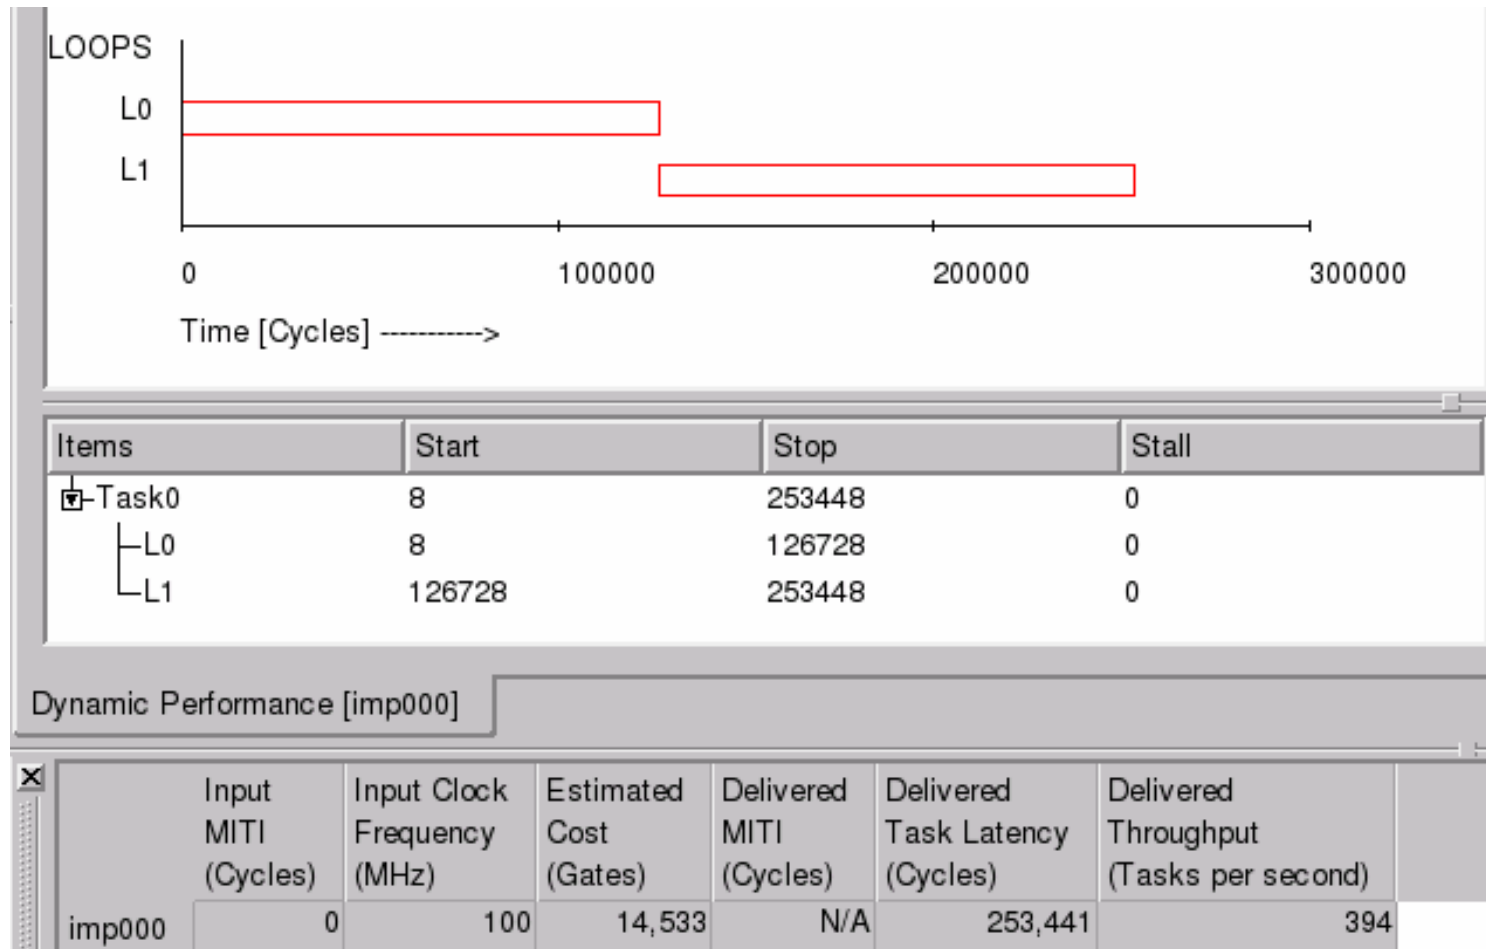 LOOPS
L0
L1
0 100000 200000 300000
Time [Cycles] ------------>
Items Start Stop Stall
Task0 8 253448 0
L0 8 126728 0
L1 126728 253448 0
Dynamic Performance [imp000]
Input Input Clock Estimated Delivered Delivered Delivered
MITI Frequency Cost MITI Task Latency Throughput
(Cycles) (MHz) (Gates) (Cycles) (Cycles) (Tasks per second)
imp000 0 100 14,533 N/A 253,441 394